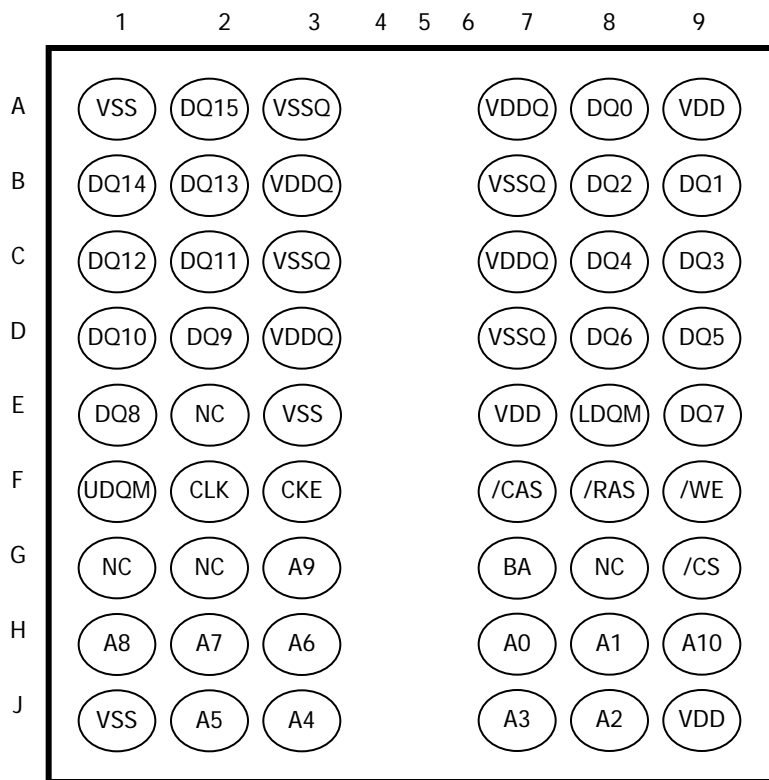 1 2 3 4 5 6 7 8 9
A VSS DQ15 VSSQ VDDQ DQ0 VDD
B DQ14 DQ13 VDDQ VSSQ DQ2 DQ1
C DQ12 DQ11 VSSQ VDDQ DQ4 DQ3
D DQ10 DQ9 VDDQ VSSQ DQ6 DQ5
E DQ8 NC VSS VDD LDQM DQ7
F UDQM CLK CKE /CAS /RAS /WE
G NC NC A9 BA NC /CS
H A8 A7 A6 A0 A1 A10
J VSS A5 A4 A3 A2 VDD